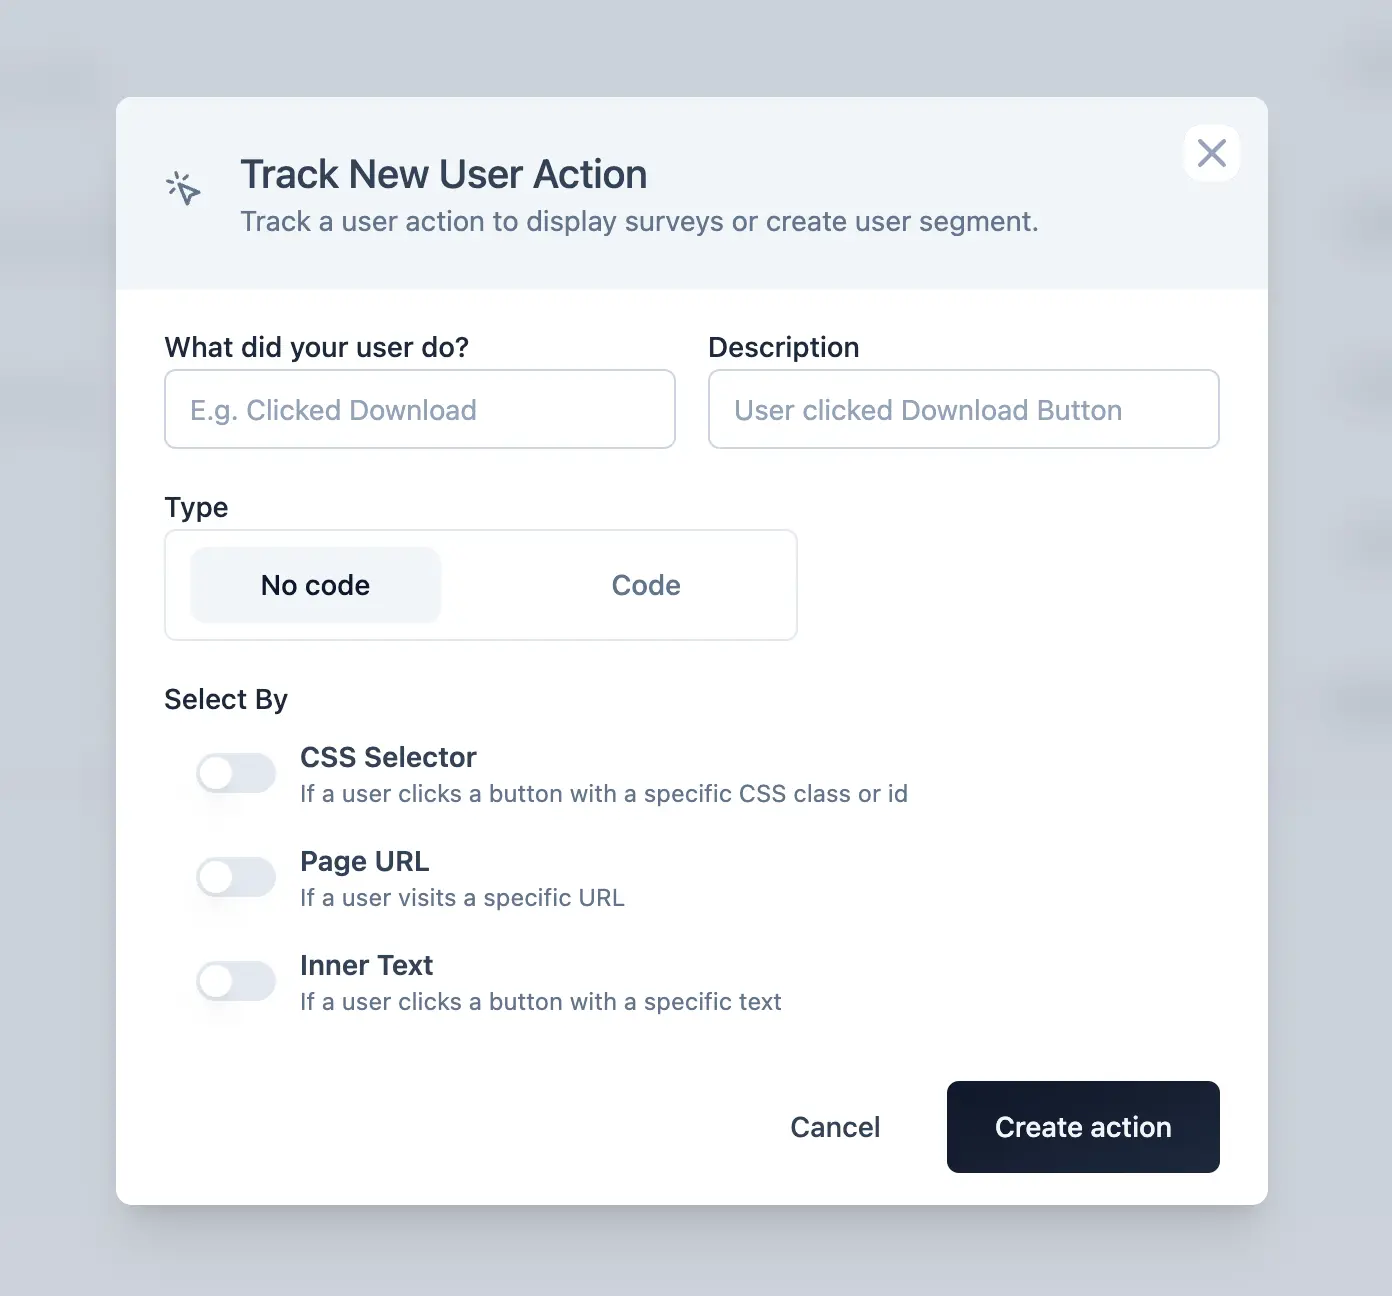 Track New User Action
Track a user action to display surveys or create user segment.
What did your user do?
Description
E.g. Clicked Download
User clicked Download Button
Type
No code
Code
Select By
CSS Selector
If a user clicks a button with a specific CSS class or id
Page URL
If a user visits a specific URL
Inner Text
If a user clicks a button with a specific text
Cancel
Create action